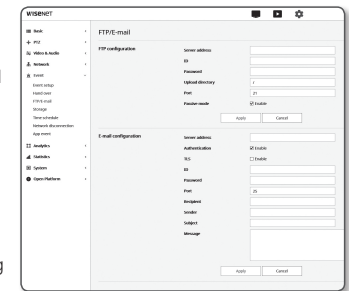 WISENET
Basic
PTZ
Video & Audio
Network
Event
Event setup
Hand over
FTP/E-mail
Storage
Time schedule
Network disconnection
App event
Analytics
Statistics
System
Open Platform
FTP/E-mail
FTP configuration
Server address
ID
Password
Upload directory /
Port 21
Passive mode Enable
Apply Cancel
E-mail configuration
Server address
Authentication Enable
TLS Enable
ID
Password
Port 25
Recipient
Sender
Subject
Message
Apply Cancel